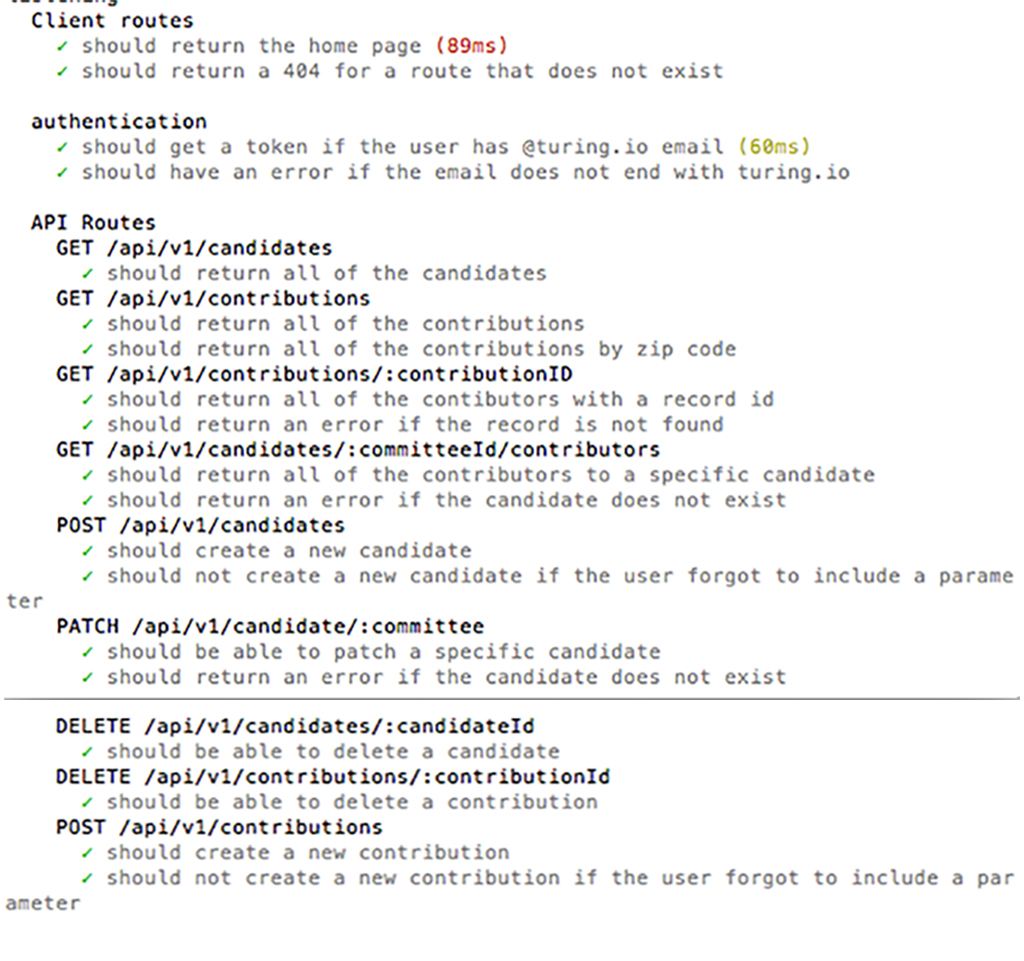 listening
Client routes
✓ should return the home page (89ms)
✓ should return a 404 for a route that does not exist
authentication
✓ should get a token if the user has @turing.io email (60ms)
✓ should have an error if the email does not end with turing.io
API Routes
GET /api/v1/candidates
✓ should return all of the candidates
GET /api/v1/contributions
✓ should return all of the contributions
✓ should return all of the contributions by zip code
GET /api/v1/contributions/:contributionID
✓ should return all of the contibutors with a record id
✓ should return an error if the record is not found
GET /api/v1/candidates/:committeeId/contributors
✓ should return all of the contributors to a specific candidate
✓ should return an error if the candidate does not exist
POST /api/v1/candidates
✓ should create a new candidate
✓ should not create a new candidate if the user forgot to include a parame
ter
PATCH /api/v1/candidate/:committee
✓ should be able to patch a specific candidate
✓ should return an error if the candidate does not exist
DELETE /api/v1/candidates/:candidateId
✓ should be able to delete a candidate
DELETE /api/v1/contributions/:contributionId
✓ should be able to delete a contribution
POST /api/v1/contributions
✓ should create a new contribution
✓ should not create a new contribution if the user forgot to include a par
ameter